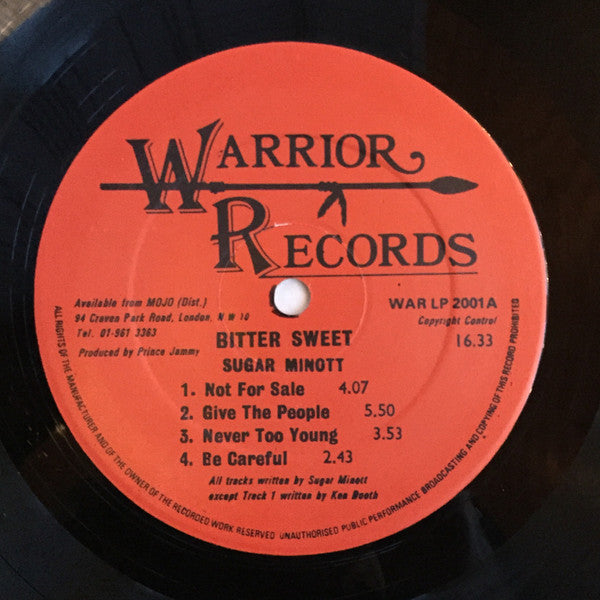 WARRIOR
RECORDS
Available from MOJO (Dist.)
94 Craven Park Road, London, N W 10
Tel. 01-961 3363
Produced by Prince Jammy
WAR LP 2001A
Copyright Control
16.33
BITTER SWEET
SUGAR MINOTT
1. Not For Sale 4.07
2. Give The People 5.50
3. Never Too Young 3.53
4. Be Careful 2.43
All tracks written by Sugar Minott
except Track 1 written by Ken Booth
ALL RIGHTS OF THE MANUFACTURER AND OF THE OWNER OF THE RECORDED WORK RESERVED UNAUTHORISED PUBLIC PERFORMANCE BROADCASTING AND COPYING OF THIS RECORD PROHIBITED